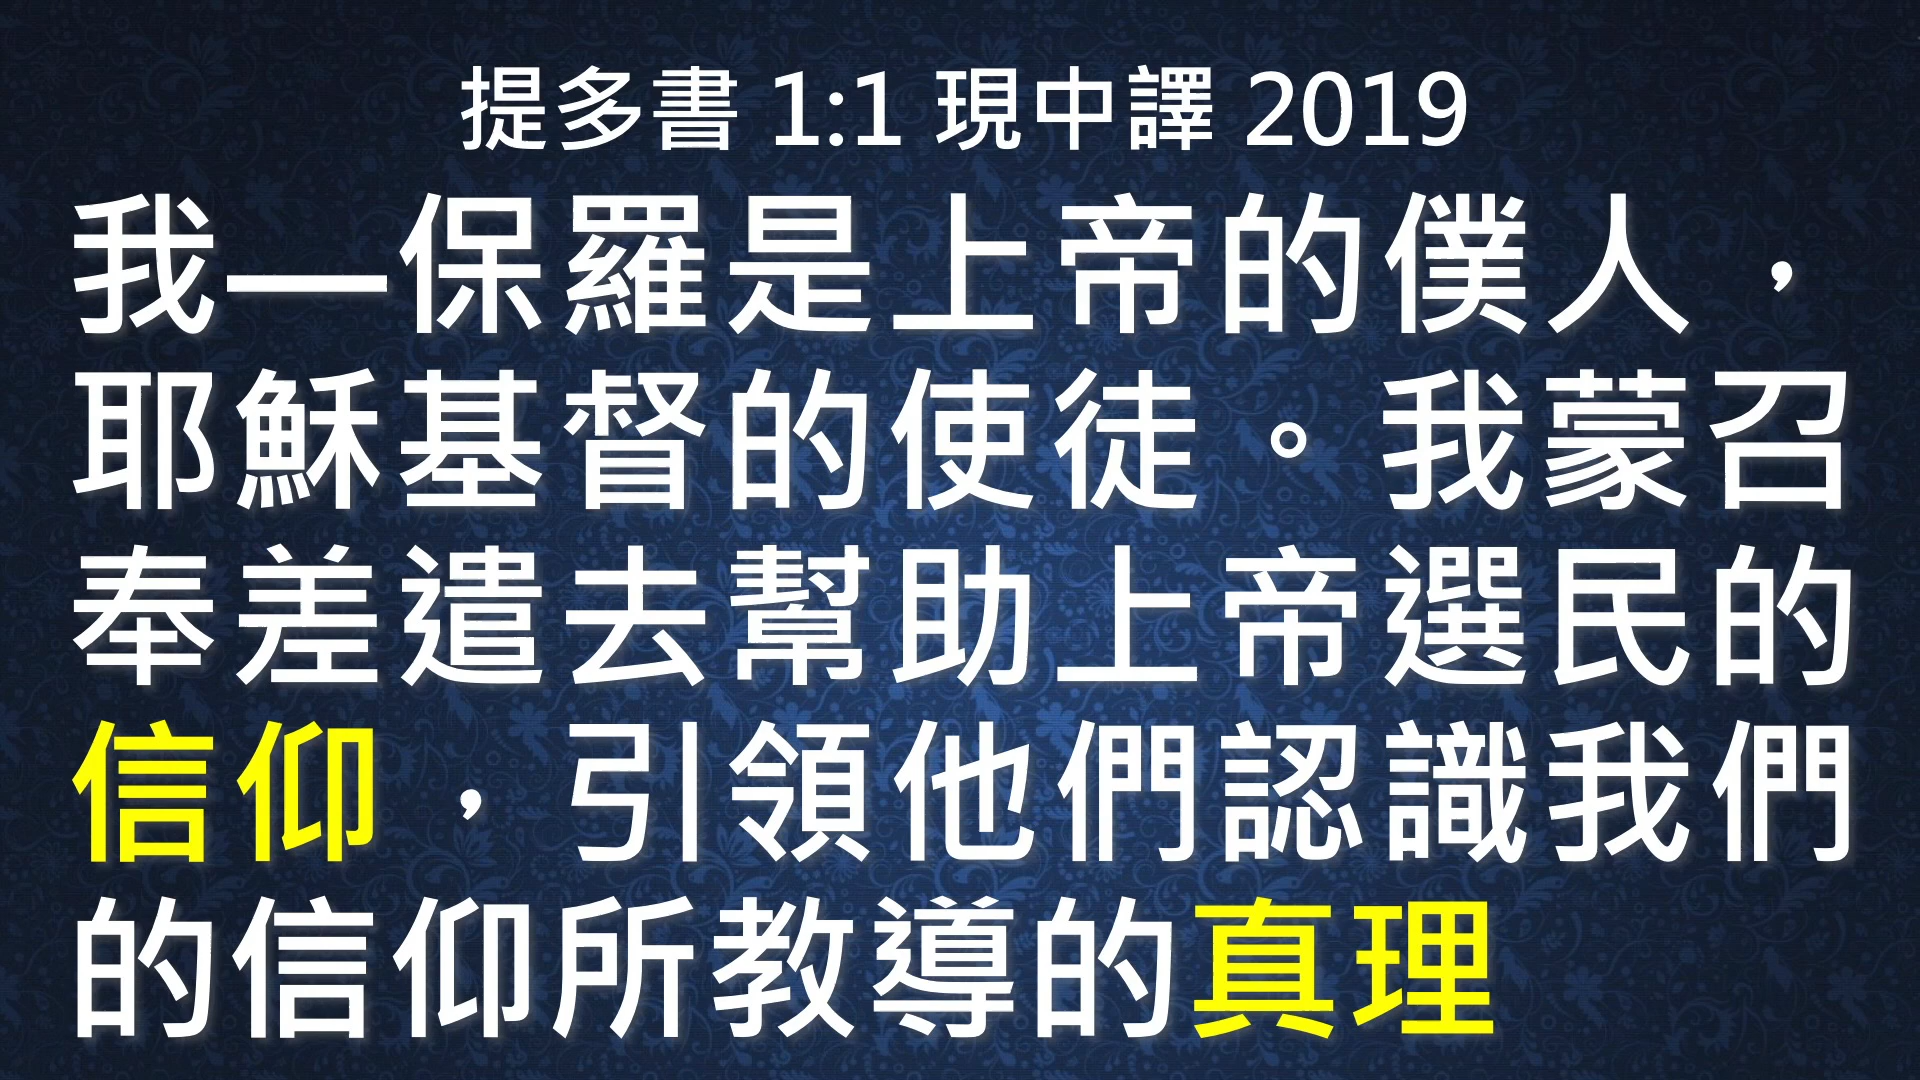 提多書 1:1 現中譯 2019
我—保羅是上帝的僕人，
耶穌基督的使徒。我蒙召
奉差遣去幫助上帝選民的
信仰，引領他們認識我們
的信仰所教導的真理